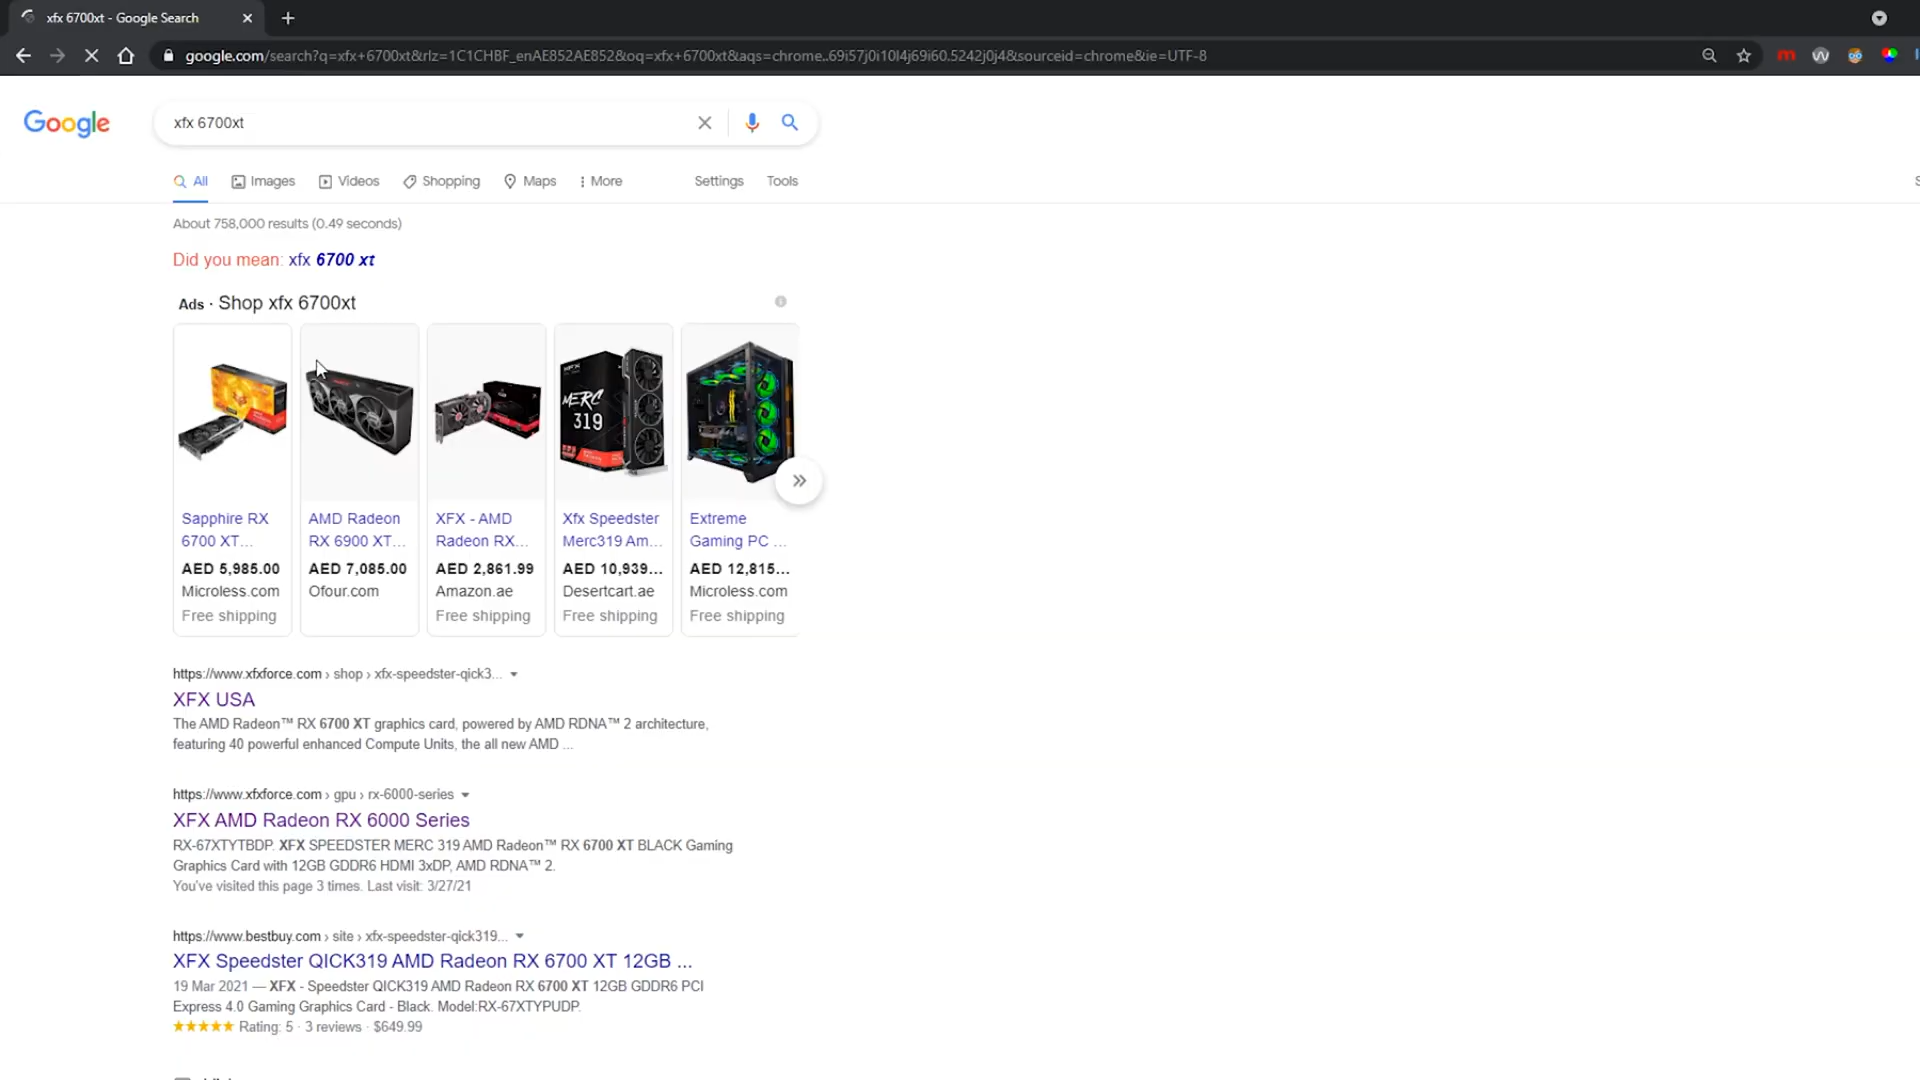 xfx 6700xt - Google Search
google.com/search?q=xfx+6700xt&rlz=1C1CHBF_enAE852AE852&oq=xfx+6700xt&aqs=chrome..69i57j0i10l4j69i60.5242j0j4&sourceid=chrome&ie=UTF-8
Google
xfx 6700xt
All Images Videos Shopping Maps More Settings Tools
About 758,000 results (0.49 seconds)
Did you mean: xfx 6700 xt
Ads · Shop xfx 6700xt
XFX
MERC
319
Sapphire RX
6700 XT...
AED 5,985.00
Microless.com
Free shipping
AMD Radeon
RX 6900 XT...
AED 7,085.00
Ofour.com
XFX - AMD
Radeon RX...
AED 2,861.99
Amazon.ae
Free shipping
Xfx Speedster
Merc319 Am...
AED 10,939...
Desertcart.ae
Free shipping
Extreme
Gaming PC ...
AED 12,815...
Microless.com
Free shipping
https://www.xfxforce.com › shop › xfx-speedster-qick3...
XFX USA
The AMD Radeon™ RX 6700 XT graphics card, powered by AMD RDNA™ 2 architecture,
featuring 40 powerful enhanced Compute Units, the all new AMD ...
https://www.xfxforce.com › gpu › rx-6000-series
XFX AMD Radeon RX 6000 Series
RX-67XTYTBDP. XFX SPEEDSTER MERC 319 AMD Radeon™ RX 6700 XT BLACK Gaming
Graphics Card with 12GB GDDR6 HDMI 3xDP, AMD RDNA™ 2.
You've visited this page 3 times. Last visit: 3/27/21
https://www.bestbuy.com › site › xfx-speedster-qick319...
XFX Speedster QICK319 AMD Radeon RX 6700 XT 12GB ...
19 Mar 2021 — XFX - Speedster QICK319 AMD Radeon RX 6700 XT 12GB GDDR6 PCI
Express 4.0 Gaming Graphics Card - Black. Model:RX-67XTYPUDP.
Rating: 5 · 3 reviews · $649.99